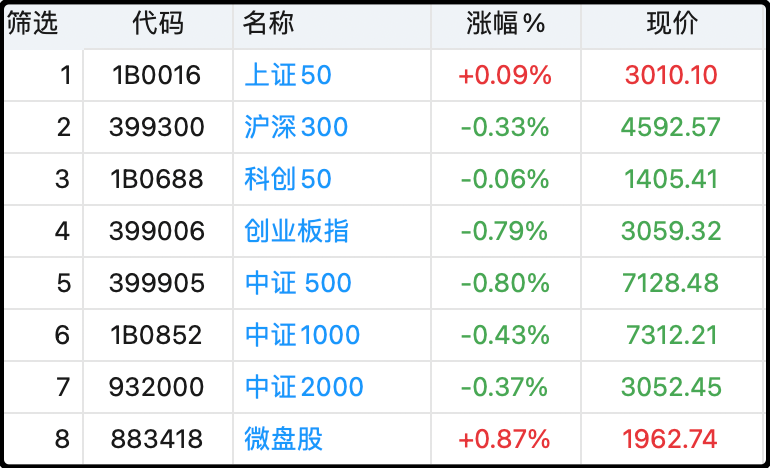 筛选 代码 名称 涨幅% 现价
1 1B0016 上证50 +0.09% 3010.10
2 399300 沪深300 -0.33% 4592.57
3 1B0688 科创50 -0.06% 1405.41
4 399006 创业板指 -0.79% 3059.32
5 399905 中证 500 -0.80% 7128.48
6 1B0852 中证1000 -0.43% 7312.21
7 932000 中证2000 -0.37% 3052.45
8 883418 微盘股 +0.87% 1962.74